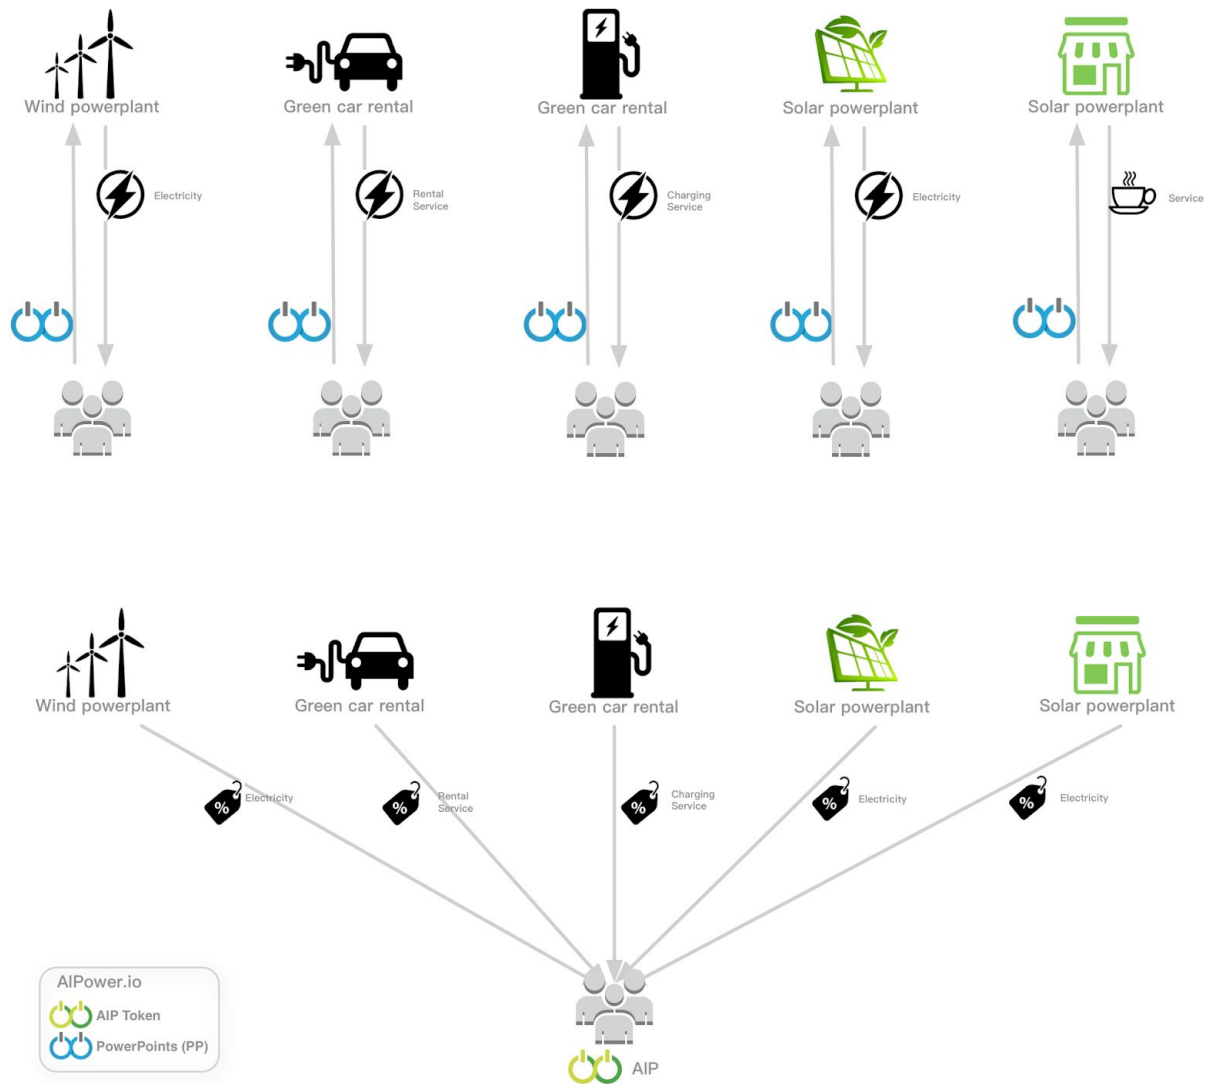 Wind powerplant
Green car rental
Green car rental
Solar powerplant
Solar powerplant
Electricity
Rental
Service
Charging
Service
Electricity
Service
Wind powerplant
Green car rental
Green car rental
Solar powerplant
Solar powerplant
%
Electricity
%
Rental
Service
%
Charging
Service
%
Electricity
%
Electricity
AIPower.io
AIP Token
PowerPoints (PP)
AIP